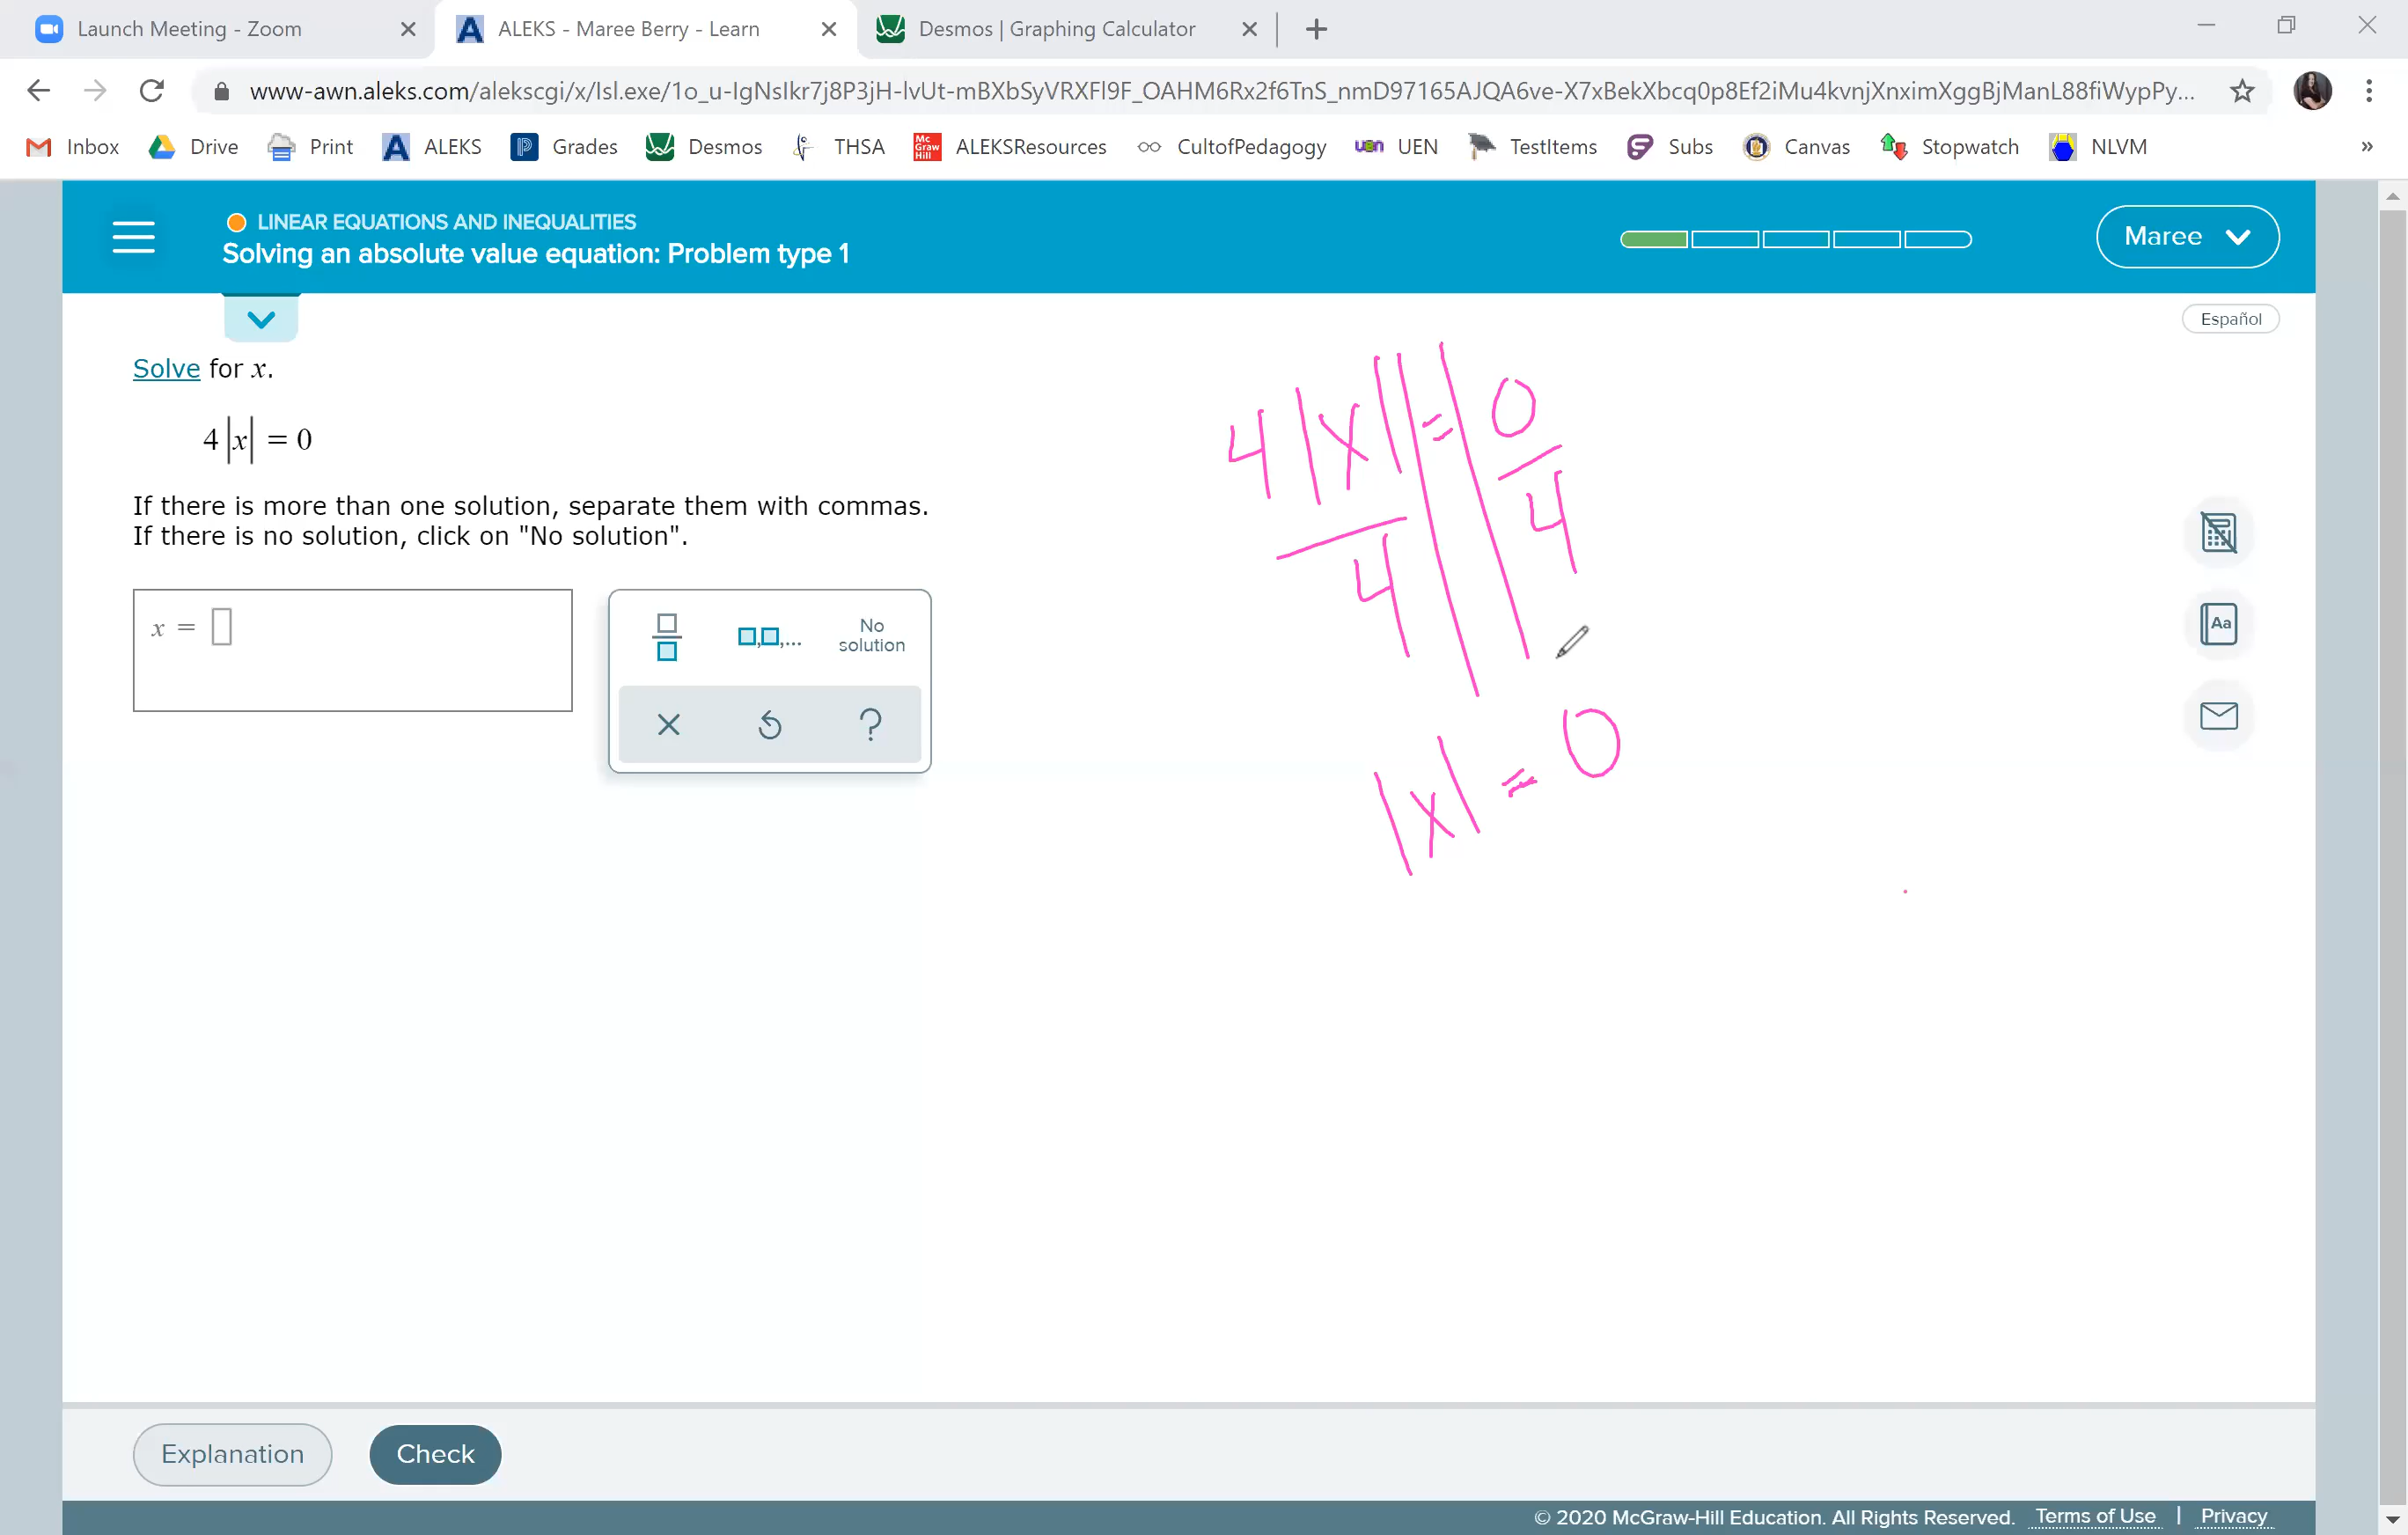 Launch Meeting - Zoom
ALEKS - Maree Berry - Learn
Desmos | Graphing Calculator
www-awn.aleks.com/alekscgi/x/Isl.exe/1o_u-IgNsIkr7j8P3jH-lvUt-mBXbSyVRXFl9F_OAHM6Rx2f6TnS_nmD97165AJQA6ve-X7xBekXbcq0p8Ef2iMu4kvnjXnximXggBjManL88fiWypPy...
Inbox Drive Print ALEKS Grades Desmos THSA ALEKSResources CultofPedagogy UEN TestItems Subs Canvas Stopwatch NLVM »
LINEAR EQUATIONS AND INEQUALITIES
Solving an absolute value equation: Problem type 1
Maree
Español
Solve for x.
4|x| = 0
If there is more than one solution, separate them with commas.
If there is no solution, click on "No solution".
x =
No
solution
?
Aa
4|x| = 0
4 4
|x| = 0
Explanation
Check
© 2020 McGraw-Hill Education. All Rights Reserved. Terms of Use | Privacy